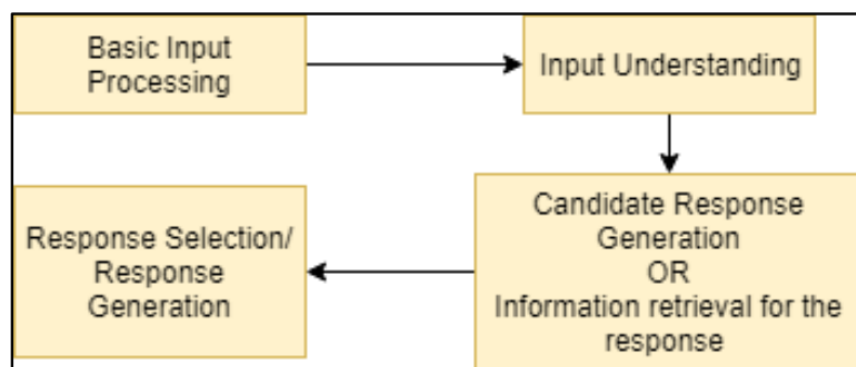 Basic Input
Processing
Input Understanding
Candidate Response
Generation
OR
Information retrieval for the
response
Response Selection/
Response
Generation